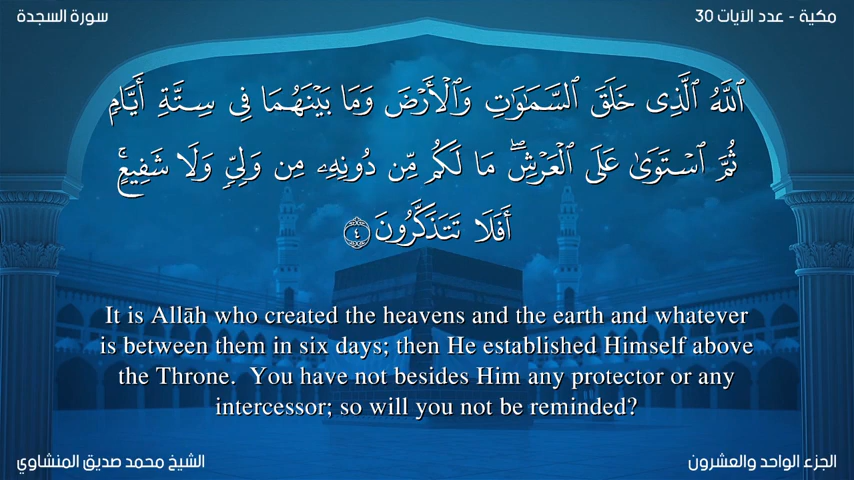 سورة السجدة
مكية - عدد الآيات 30
ٱللَّهُ ٱلَّذِى خَلَقَ ٱلسَّمَـٰوَٰتِ وَٱلْأَرْضَ وَمَا بَيْنَهُمَا فِى سِتَّةِ أَيَّامٍ
ثُمَّ ٱسْتَوَىٰ عَلَى ٱلْعَرْشِ ۖ مَا لَكُم مِّن دُونِهِۦ مِن وَلِىٍّ وَلَا شَفِيعٍ ۚ
أَفَلَا تَتَذَكَّرُونَ ٤
It is Allāh who created the heavens and the earth and whatever
is between them in six days; then He established Himself above
the Throne.  You have not besides Him any protector or any
intercessor; so will you not be reminded?
الشيخ محمد صديق المنشاوي
الجزء الواحد والعشرون